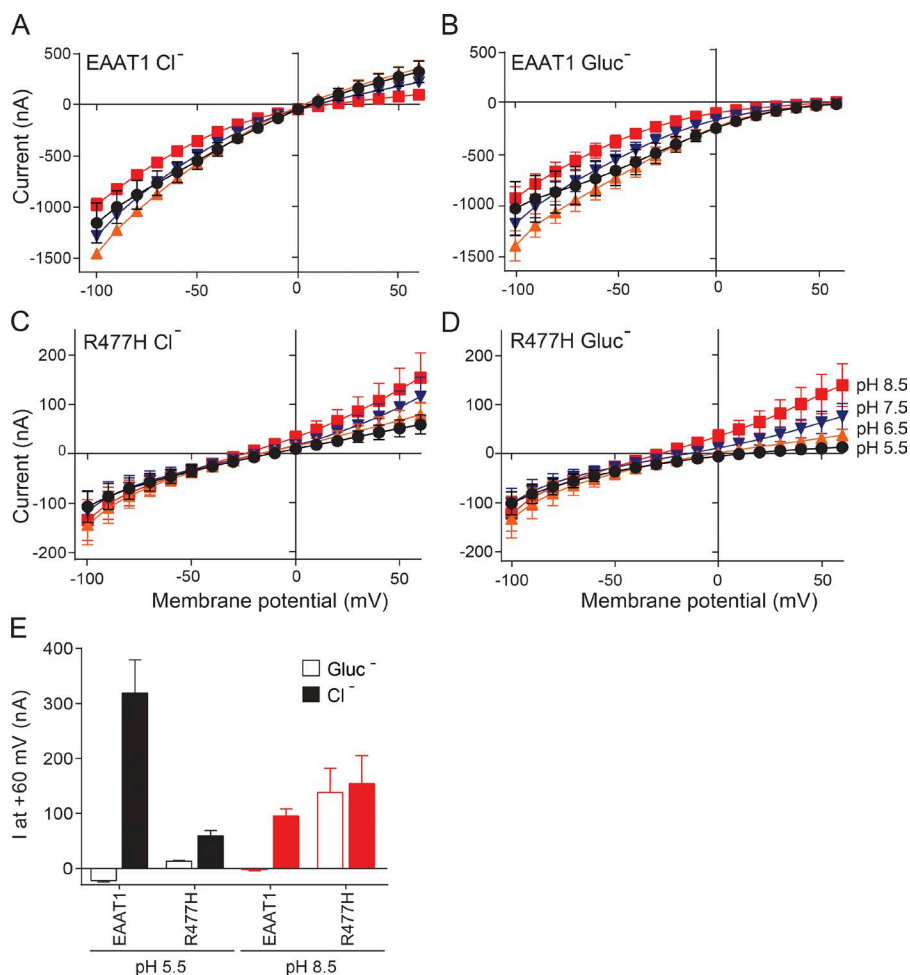 A
EAAT1 Cl⁻
Current (nA)
500
0
-500
-1000
-1500
-100
-50
0
50
B
EAAT1 Gluc⁻
500
0
-500
-1000
-1500
-100
-50
0
50
C
R477H Cl⁻
Current (nA)
200
100
0
-100
-200
-100
-50
0
50
Membrane potential (mV)
D
R477H Gluc⁻
200
100
0
-100
-200
-100
-50
0
50
Membrane potential (mV)
pH 8.5
pH 7.5
pH 6.5
pH 5.5
E
I at +60 mV (nA)
400
300
200
100
0
Gluc⁻
Cl⁻
EAAT1
R477H
EAAT1
R477H
pH 5.5
pH 8.5